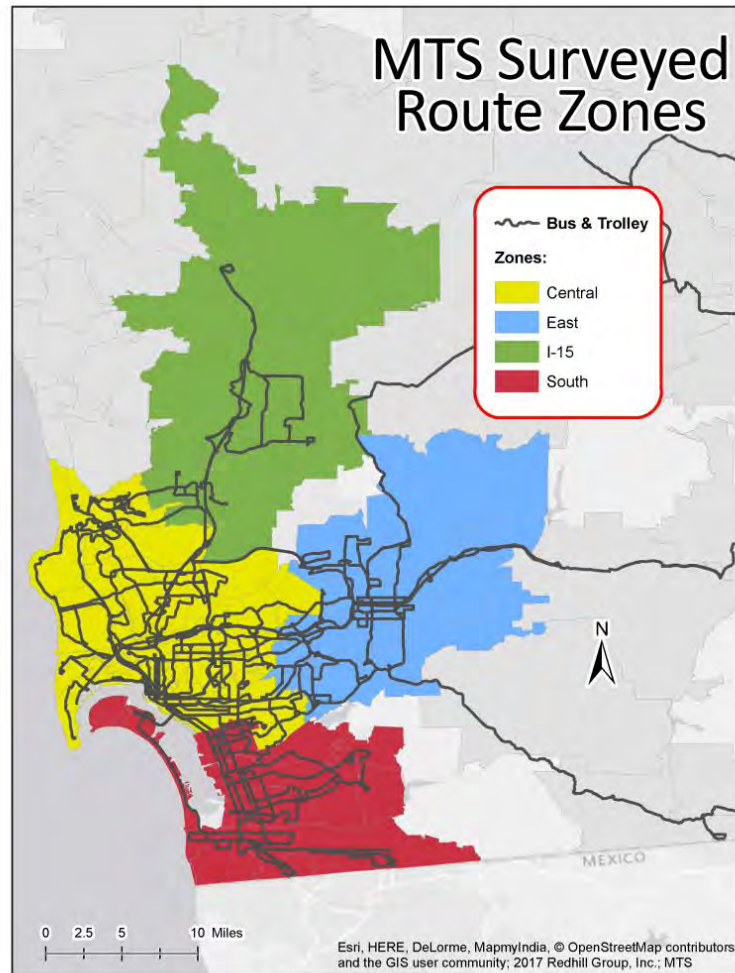 MTS Surveyed
Route Zones
Bus & Trolley
Zones:
Central
East
I-15
South
N
MEXICO
0 2.5 5 10 Miles
Esri, HERE, DeLorme, MapmyIndia, © OpenStreetMap contributors
and the GIS user community; 2017 Redhill Group, Inc.; MTS